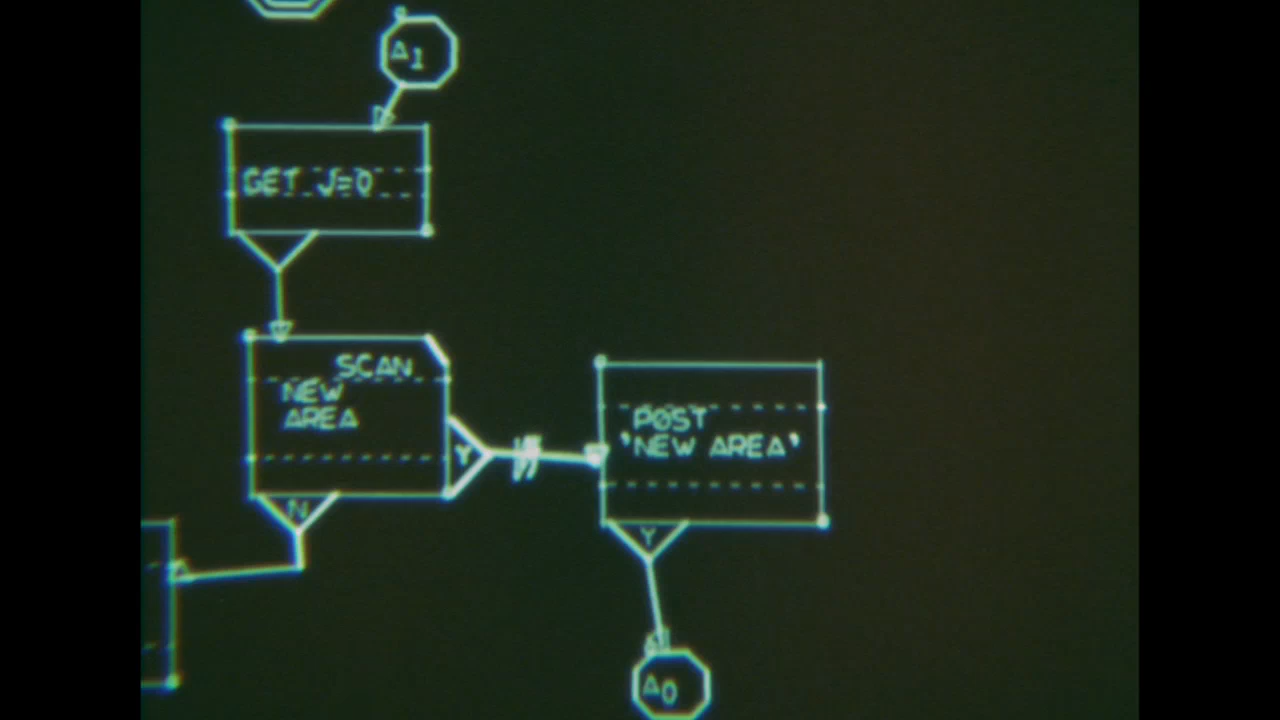 A1
GET J=0
SCAN
NEW
AREA
Y
N
POST
'NEW AREA'
Y
A0